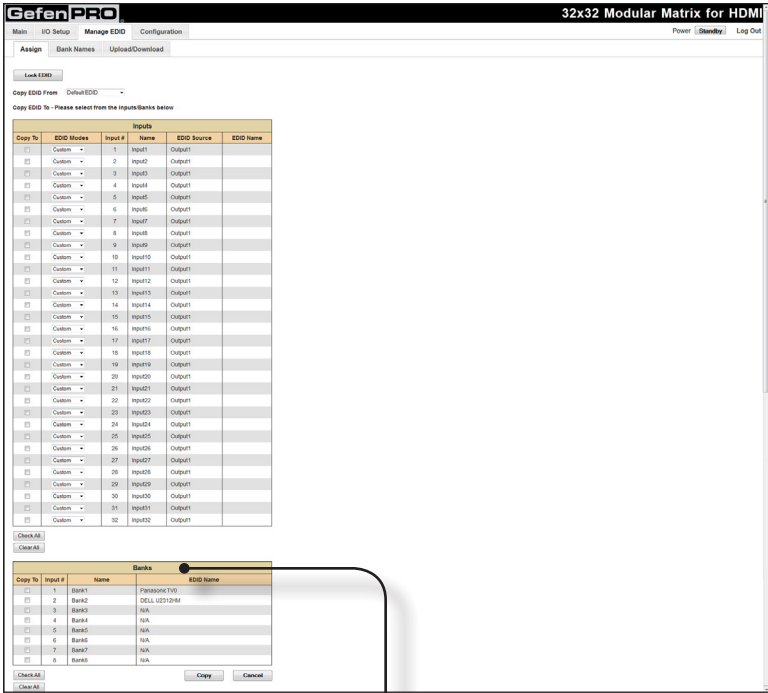 Gefen PRO 32x32 Modular Matrix for HDMI
Main I/O Setup Manage EDID Configuration Power Standby Log Out
Assign Bank Names Upload/Download
Lock EDID
Copy EDID From Default EDID
Copy EDID To - Please select from the Inputs/Banks below
Inputs
Copy To EDID Modes Input # Name EDID Source EDID Name
Custom 1 Input1 Output1
Custom 2 Input2 Output1
Custom 3 Input3 Output1
Custom 4 Input4 Output1
Custom 5 Input5 Output1
Custom 6 Input6 Output1
Custom 7 Input7 Output1
Custom 8 Input8 Output1
Custom 9 Input9 Output1
Custom 10 Input10 Output1
Custom 11 Input11 Output1
Custom 12 Input12 Output1
Custom 13 Input13 Output1
Custom 14 Input14 Output1
Custom 15 Input15 Output1
Custom 16 Input16 Output1
Custom 17 Input17 Output1
Custom 18 Input18 Output1
Custom 19 Input19 Output1
Custom 20 Input20 Output1
Custom 21 Input21 Output1
Custom 22 Input22 Output1
Custom 23 Input23 Output1
Custom 24 Input24 Output1
Custom 25 Input25 Output1
Custom 26 Input26 Output1
Custom 27 Input27 Output1
Custom 28 Input28 Output1
Custom 29 Input29 Output1
Custom 30 Input30 Output1
Custom 31 Input31 Output1
Custom 32 Input32 Output1
Check All
Clear All
Banks
Copy To Input # Name EDID Name
1 Bank1 PanasonicTV0
2 Bank2 DELL U2312HM
3 Bank3 N/A
4 Bank4 N/A
5 Bank5 N/A
6 Bank6 N/A
7 Bank7 N/A
8 Bank8 N/A
Check All Copy Cancel
Clear All